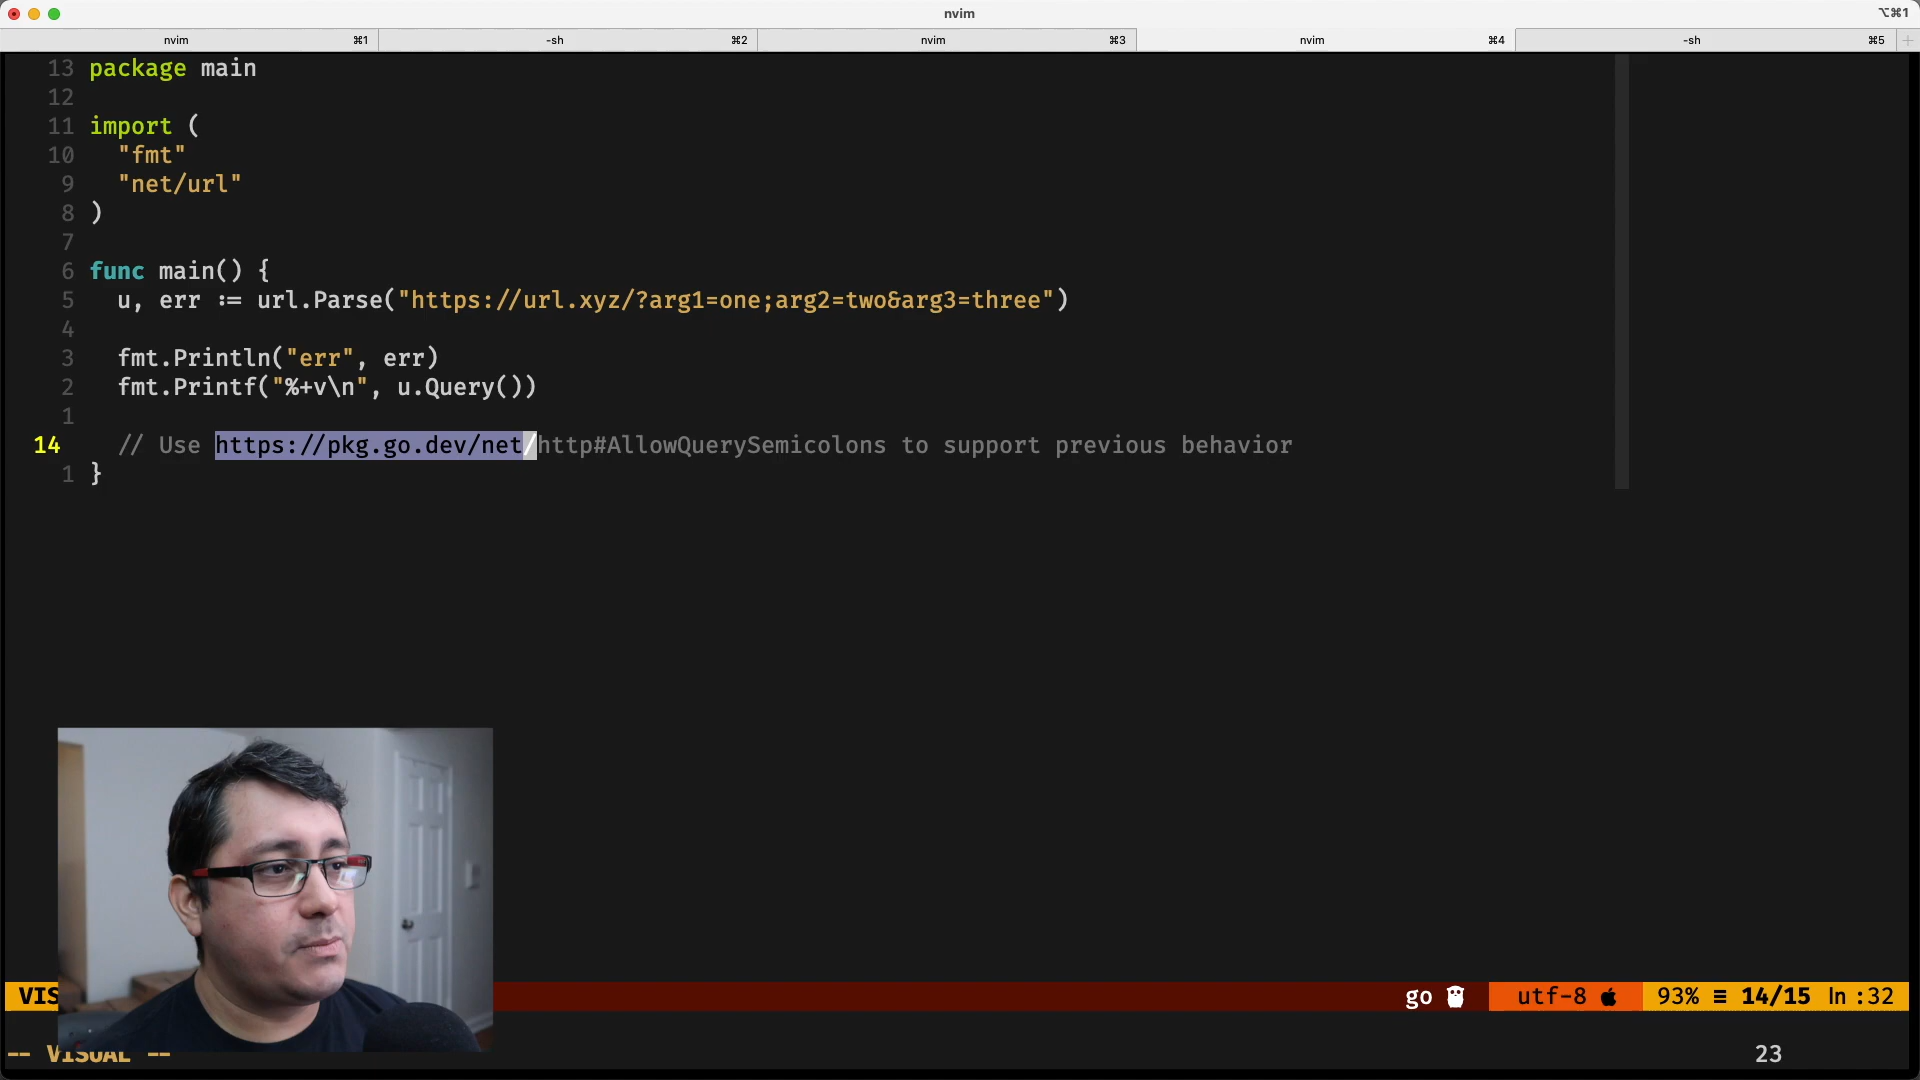 nvim
⌥⌘1
nvim ⌘1 -sh ⌘2 nvim ⌘3 nvim ⌘4 -sh ⌘5 +
13 package main
12
11 import (
10 "fmt"
9 "net/url"
8 )
7
6 func main() {
5 u, err := url.Parse("https://url.xyz/?arg1=one;arg2=two&arg3=three")
4
3 fmt.Println("err", err)
2 fmt.Printf("%+v\n", u.Query())
1
14 // Use https://pkg.go.dev/net/http#AllowQuerySemicolons to support previous behavior
1 }
VIS go utf-8 93% ≡ 14/15 ln :32
-- VISUAL -- 23